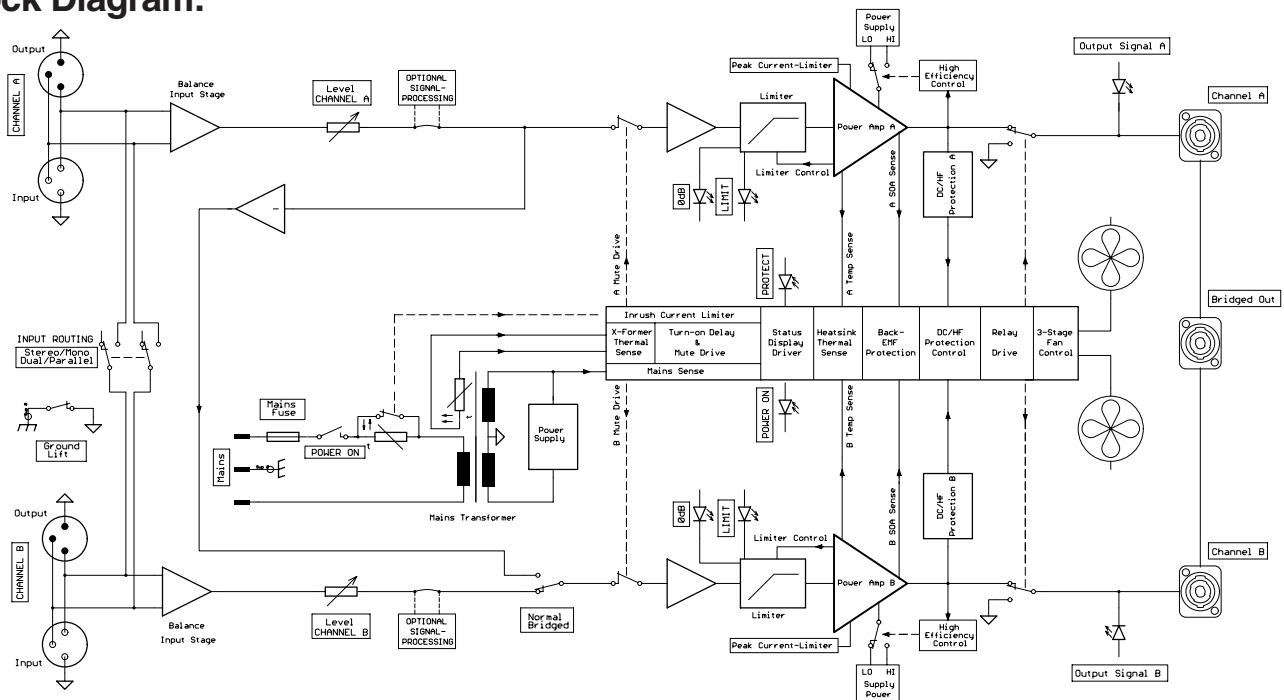 ock Diagram:
Output
CHANNEL A
Input
Balance
Input Stage
Level
CHANNEL A
OPTIONAL
SIGNAL-
PROCESSING
Peak Current-Limiter
Limiter
Limiter Control
0dB
LIMIT
Power
Supply
LO HI
High
Efficiency
Control
Power Amp A
DC/HF
Protection A
Output Signal A
Channel A
A Mute Drive
PROTECT
A Temp Sense
A SOA Sense
Bridged Out
INPUT ROUTING
Stereo/Mono
Dual/Parallel
Ground
Lift
Inrush Current Limiter
X-Former
Thermal
Sense
Turn-on Delay
&
Mute Drive
Mains Sense
Status
Display
Driver
Heatsink
Thermal
Sense
Back-
EMF
Protection
DC/HF
Protection
Control
Relay
Drive
3-Stage
Fan
Control
Mains
Fuse
POWER ON
t
t
Mains
Power
Supply
Mains Transformer
B Mute Drive
POWER ON
B Temp Sense
B SOA Sense
DC/HF
Protection B
Output
CHANNEL B
Input
Balance
Input Stage
Level
CHANNEL B
OPTIONAL
SIGNAL-
PROCESSING
Normal
Bridged
0dB
LIMIT
Limiter Control
Limiter
Power Amp B
Peak Current-Limiter
High
Efficiency
Control
LO HI
Supply
Power
Channel B
Output Signal B